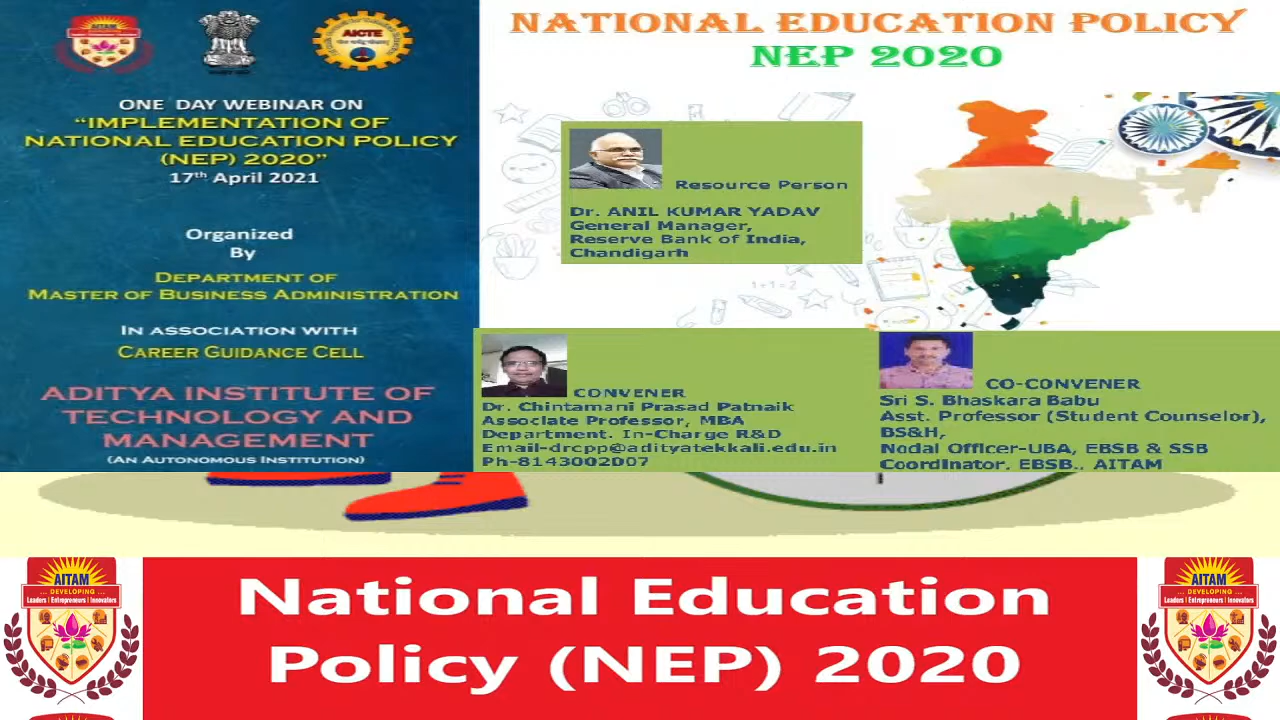 AITAM
AICTE
ONE DAY WEBINAR ON
“IMPLEMENTATION OF
NATIONAL EDUCATION POLICY
(NEP) 2020”
17th April 2021
Organized
By
DEPARTMENT OF
MASTER OF BUSINESS ADMINISTRATION
IN ASSOCIATION WITH
CAREER GUIDANCE CELL
ADITYA INSTITUTE OF
TECHNOLOGY AND
MANAGEMENT
(AN AUTONOMOUS INSTITUTION)
NATIONAL EDUCATION POLICY
NEP 2020
Resource Person
Dr. ANIL KUMAR YADAV
General Manager,
Reserve Bank of India,
Chandigarh
1+1=2
CONVENER
Dr. Chintamani Prasad Patnaik
Associate Professor, MBA
Department. In-Charge R&D
Email-drcpp@adityatekkali.edu.in
Ph-8143002007
CO-CONVENER
Sri S. Bhaskara Babu
Asst. Professor (Student Counselor),
BS&H,
Nodal Officer-UBA, EBSB & SSB
Coordinator, EBSB., AITAM
AITAM
... DEVELOPING ...
Leaders | Entrepreneurs | Innovators
National Education
Policy (NEP) 2020
AITAM
... DEVELOPING ...
Leaders | Entrepreneurs | Innovators